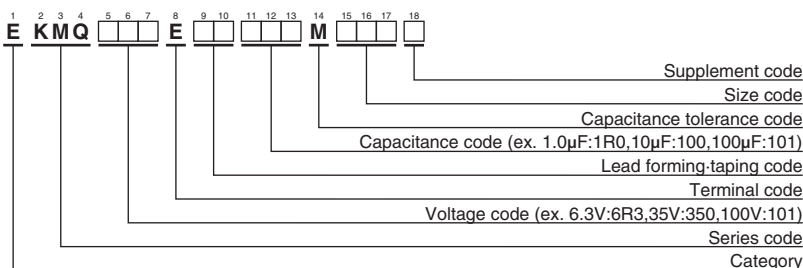 1 2 3 4 5 6 7 8 9 10 11 12 13 14 15 16 17 18
E KMQ E M
Supplement code
Size code
Capacitance tolerance code
Capacitance code (ex. 1.0μF:1R0,10μF:100,100μF:101)
Lead forming·taping code
Terminal code
Voltage code (ex. 6.3V:6R3,35V:350,100V:101)
Series code
Category